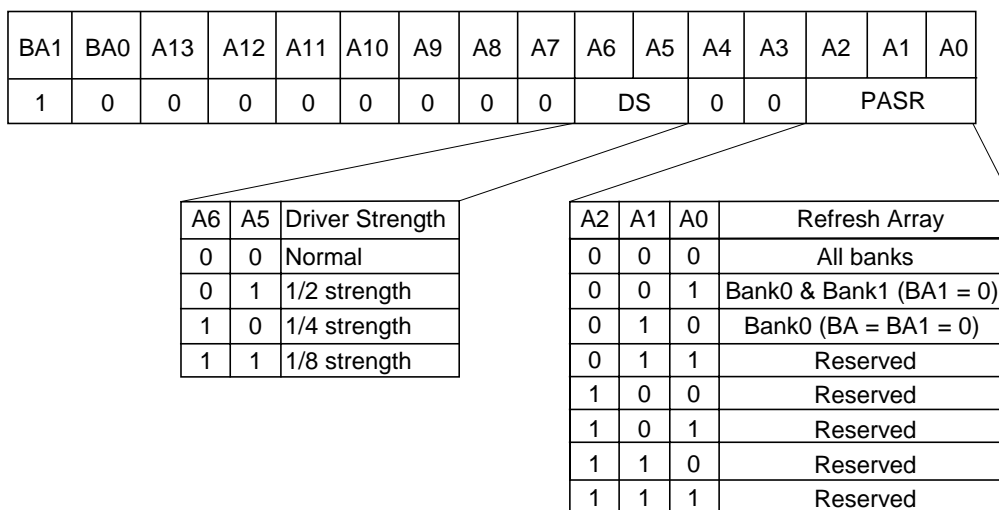 BA1 BA0 A13 A12 A11 A10 A9 A8 A7 A6 A5 A4 A3 A2 A1 A0
1 0 0 0 0 0 0 0 0 DS 0 0 PASR
A6 A5 Driver Strength
0 0 Normal
0 1 1/2 strength
1 0 1/4 strength
1 1 1/8 strength
A2 A1 A0 Refresh Array
0 0 0 All banks
0 0 1 Bank0 & Bank1 (BA1 = 0)
0 1 0 Bank0 (BA = BA1 = 0)
0 1 1 Reserved
1 0 0 Reserved
1 0 1 Reserved
1 1 0 Reserved
1 1 1 Reserved